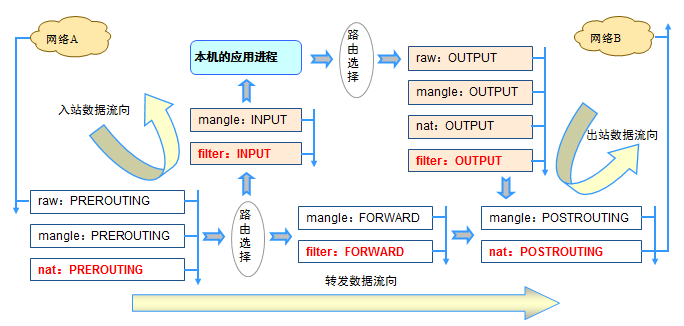 网络A
网络B
本机的应用进程
路由选择
raw：OUTPUT
mangle：OUTPUT
nat：OUTPUT
filter：OUTPUT
入站数据流向
mangle：INPUT
filter：INPUT
出站数据流向
raw：PREROUTING
mangle：PREROUTING
nat：PREROUTING
路由选择
mangle：FORWARD
filter：FORWARD
mangle：POSTROUTING
nat：POSTROUTING
转发数据流向